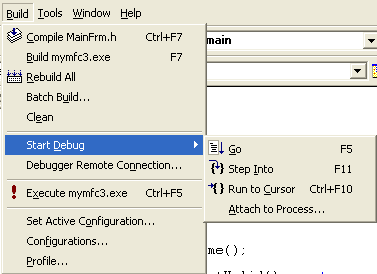 Build Tools Window Help
Compile MainFrm.h Ctrl+F7
main
Build mymfc3.exe F7
Rebuild All
Batch Build...
Clean
Start Debug
Go F5
Debugger Remote Connection...
Step Into F11
Execute mymfc3.exe Ctrl+F5
Run to Cursor Ctrl+F10
Attach to Process...
Set Active Configuration...
Configurations...
me();
Profile...